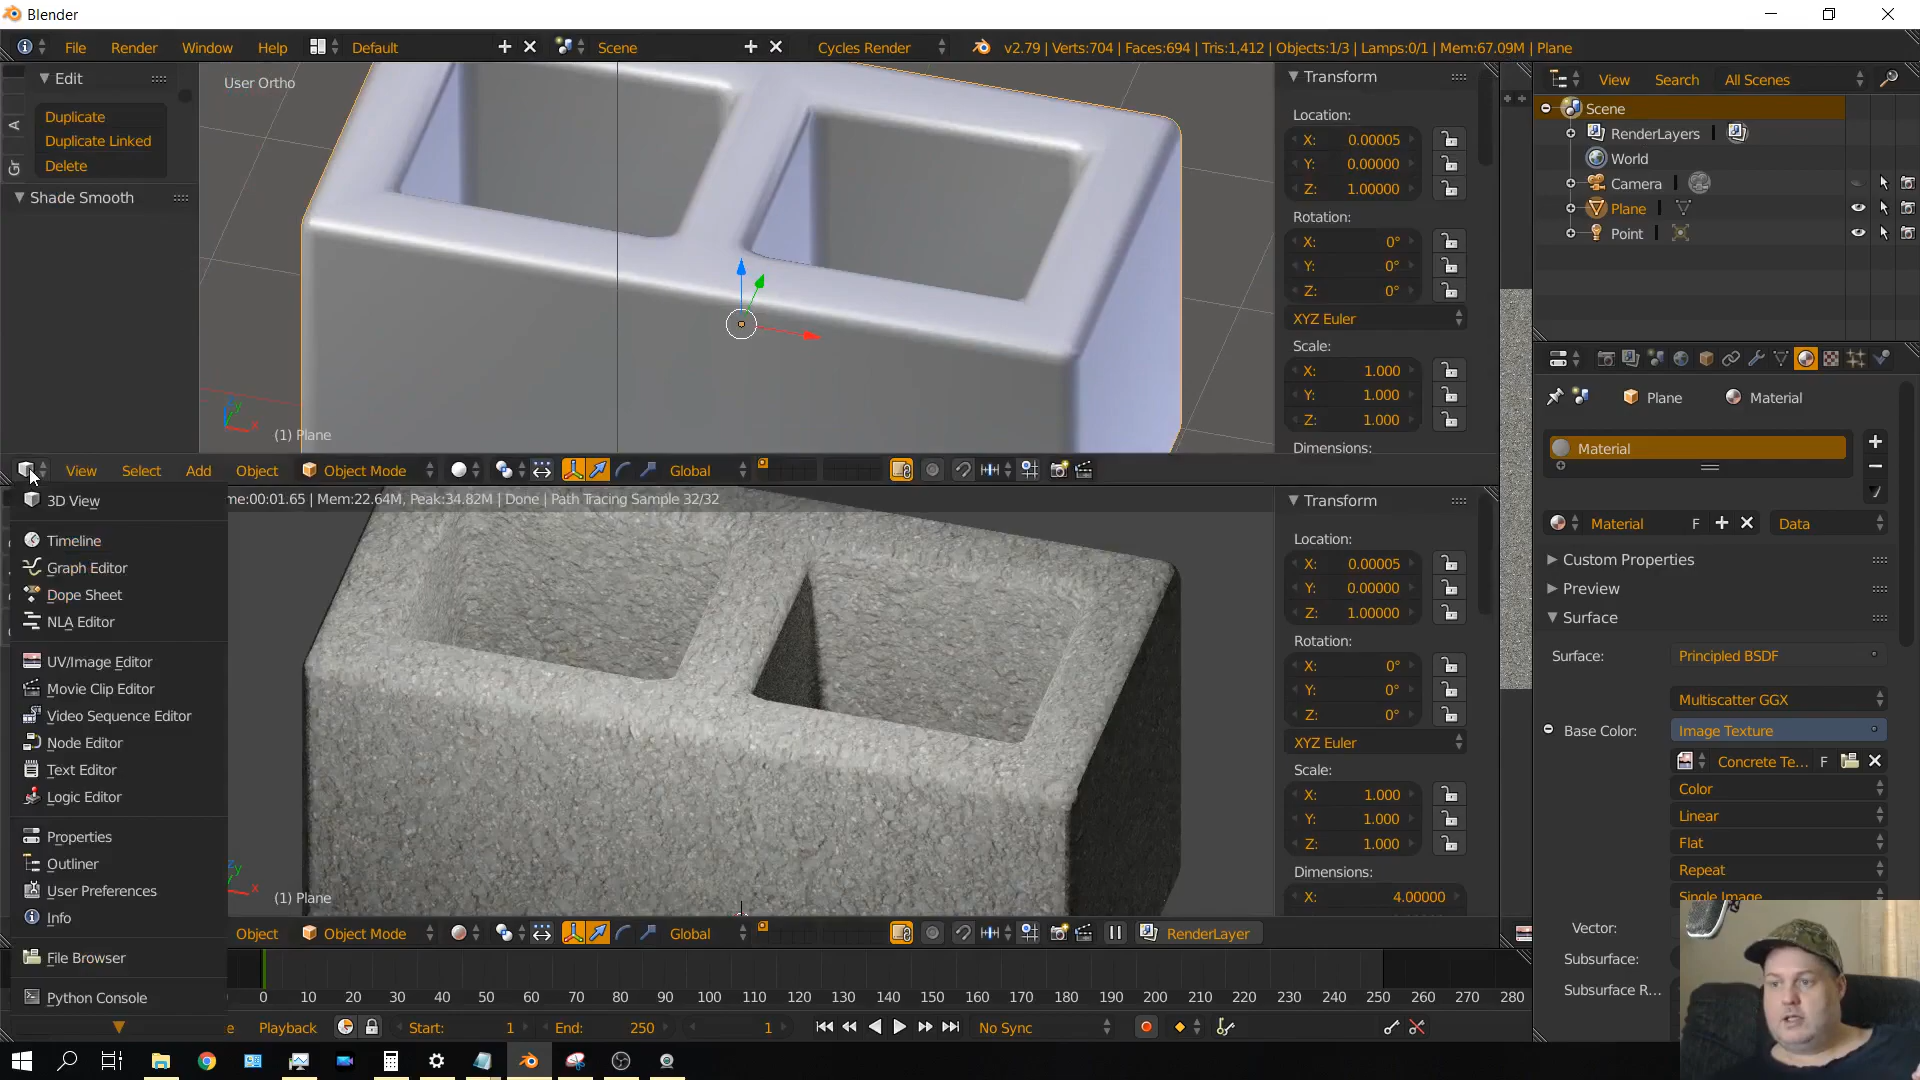 Blender
File Render Window Help Default Scene Cycles Render v2.79 | Verts:704 | Faces:694 | Tris:1,412 | Objects:1/3 | Lamps:0/1 | Mem:67.09M | Plane
Edit
Duplicate
Duplicate Linked
Delete
Shade Smooth
A
Gr
User Ortho
(1) Plane
Transform
Location:
X: 0.00005
Y: 0.00000
Z: 1.00000
Rotation:
X: 0°
Y: 0°
Z: 0°
XYZ Euler
Scale:
X: 1.000
Y: 1.000
Z: 1.000
Dimensions:
View Search All Scenes
Scene
RenderLayers
World
Camera
Plane
Point
View Select Add Object Object Mode Global
3D View
Timeline
Graph Editor
Dope Sheet
NLA Editor
UV/Image Editor
Movie Clip Editor
Video Sequence Editor
Node Editor
Text Editor
Logic Editor
Properties
Outliner
User Preferences
Info
File Browser
Python Console
me:00:01.65 | Mem:22.64M, Peak:34.82M | Done | Path Tracing Sample 32/32
(1) Plane
Transform
Location:
X: 0.00005
Y: 0.00000
Z: 1.00000
Rotation:
X: 0°
Y: 0°
Z: 0°
XYZ Euler
Scale:
X: 1.000
Y: 1.000
Z: 1.000
Dimensions:
X: 4.00000
Plane Material
Material
Material F Data
Custom Properties
Preview
Surface
Surface: Principled BSDF
Multiscatter GGX
Base Color: Image Texture
Concrete Te... F
Color
Linear
Flat
Repeat
Single Image
Vector:
Subsurface:
Subsurface R...
Object Object Mode Global RenderLayer
0 10 20 30 40 50 60 70 80 90 100 110 120 130 140 150 160 170 180 190 200 210 220 230 240 250 260 270 280
e Playback Start: 1 End: 250 1 No Sync